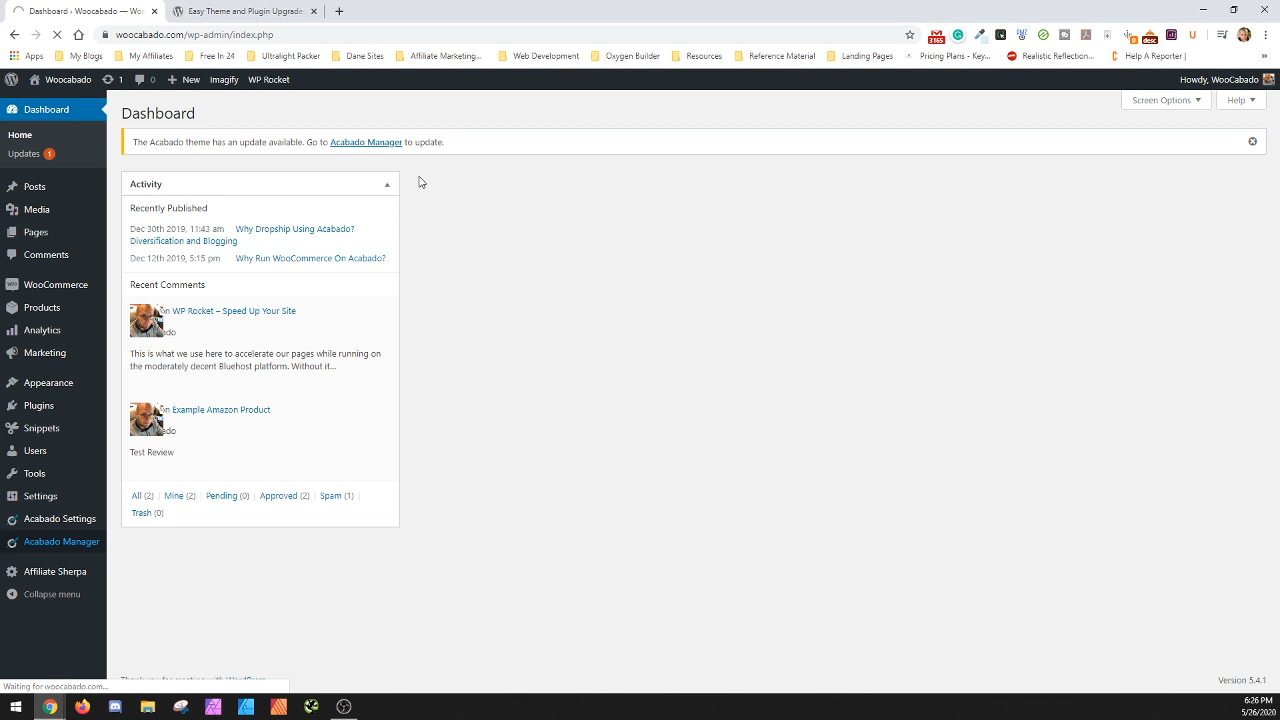 Dashboard ‹ Woocabado — Wo
Easy Theme and Plugin Upgrade
woocabado.com/wp-admin/index.php
3165
desc
Apps
My Blogs
My Affiliates
Free In 24
Ultralight Packer
Dane Sites
Affiliate Marketing...
Web Development
Oxygen Builder
Resources
Reference Material
Landing Pages
Pricing Plans - Key...
Realistic Reflection...
Help A Reporter |
»
Woocabado
1
0
New
Imagify
WP Rocket
Howdy, WooCabado
Dashboard
Home
Updates 1
Posts
Media
Pages
Comments
WooCommerce
Products
Analytics
Marketing
Appearance
Plugins
Snippets
Users
Tools
Settings
Acabado Settings
Acabado Manager
Affiliate Sherpa
Collapse menu
Screen Options
Help
Dashboard
The Acabado theme has an update available. Go to Acabado Manager to update.
Activity
Recently Published
Dec 30th 2019, 11:43 am Why Dropship Using Acabado?
Diversification and Blogging
Dec 12th 2019, 5:15 pm Why Run WooCommerce On Acabado?
Recent Comments
on WP Rocket – Speed Up Your Site
This is what we use here to accelerate our pages while running on
the moderately decent Bluehost platform. Without it...
on Example Amazon Product
Test Review
All (2) | Mine (2) | Pending (0) | Approved (2) | Spam (1) |
Trash (0)
Waiting for woocabado.com...
Version 5.4.1
6:26 PM
5/26/2020